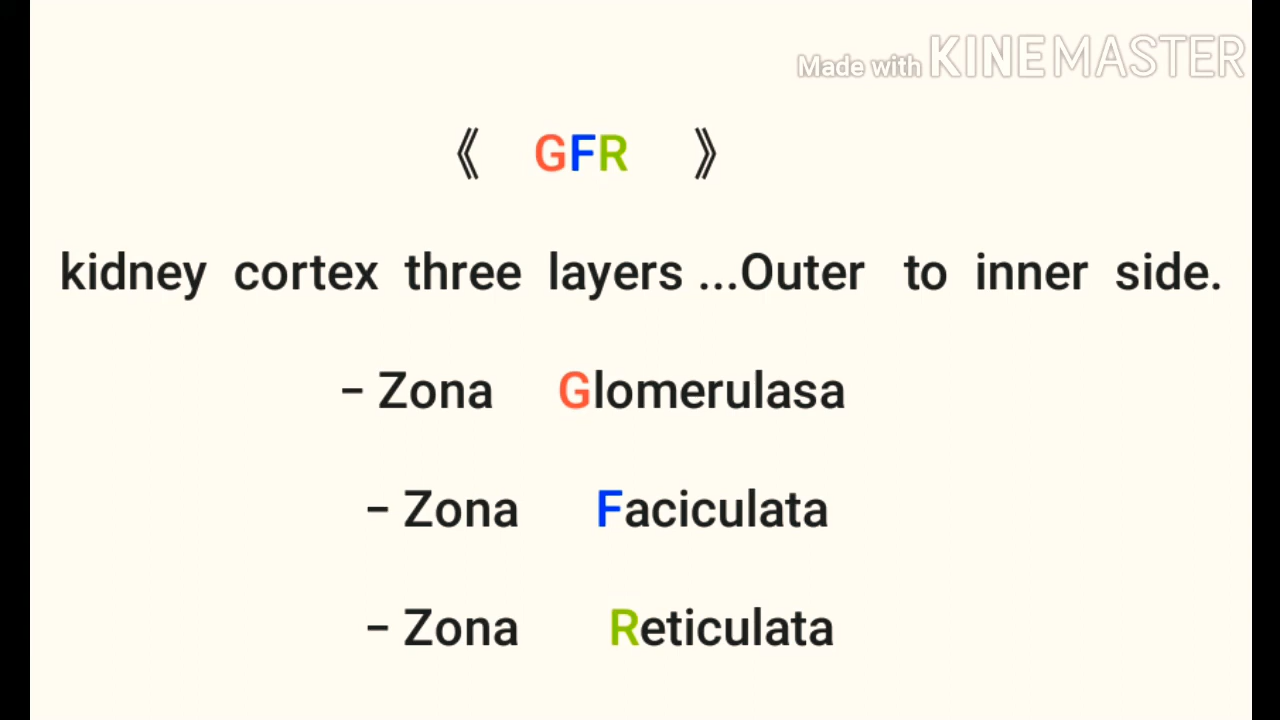 Made with KINEMASTER
《 GFR 》
kidney cortex three layers ...Outer to inner side.
- Zona Glomerulasa
- Zona Faciculata
- Zona Reticulata